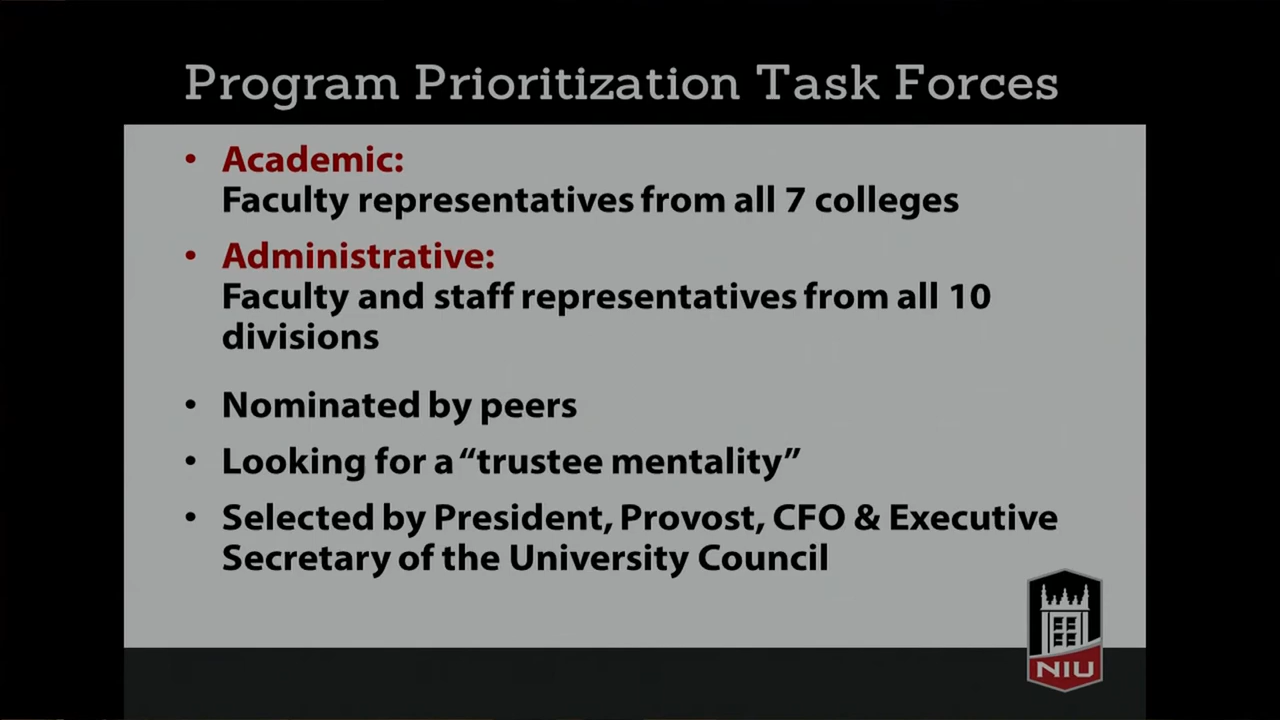 Program Prioritization Task Forces
• Academic:
Faculty representatives from all 7 colleges
• Administrative:
Faculty and staff representatives from all 10
divisions
• Nominated by peers
• Looking for a “trustee mentality”
• Selected by President, Provost, CFO & Executive
Secretary of the University Council
NIU